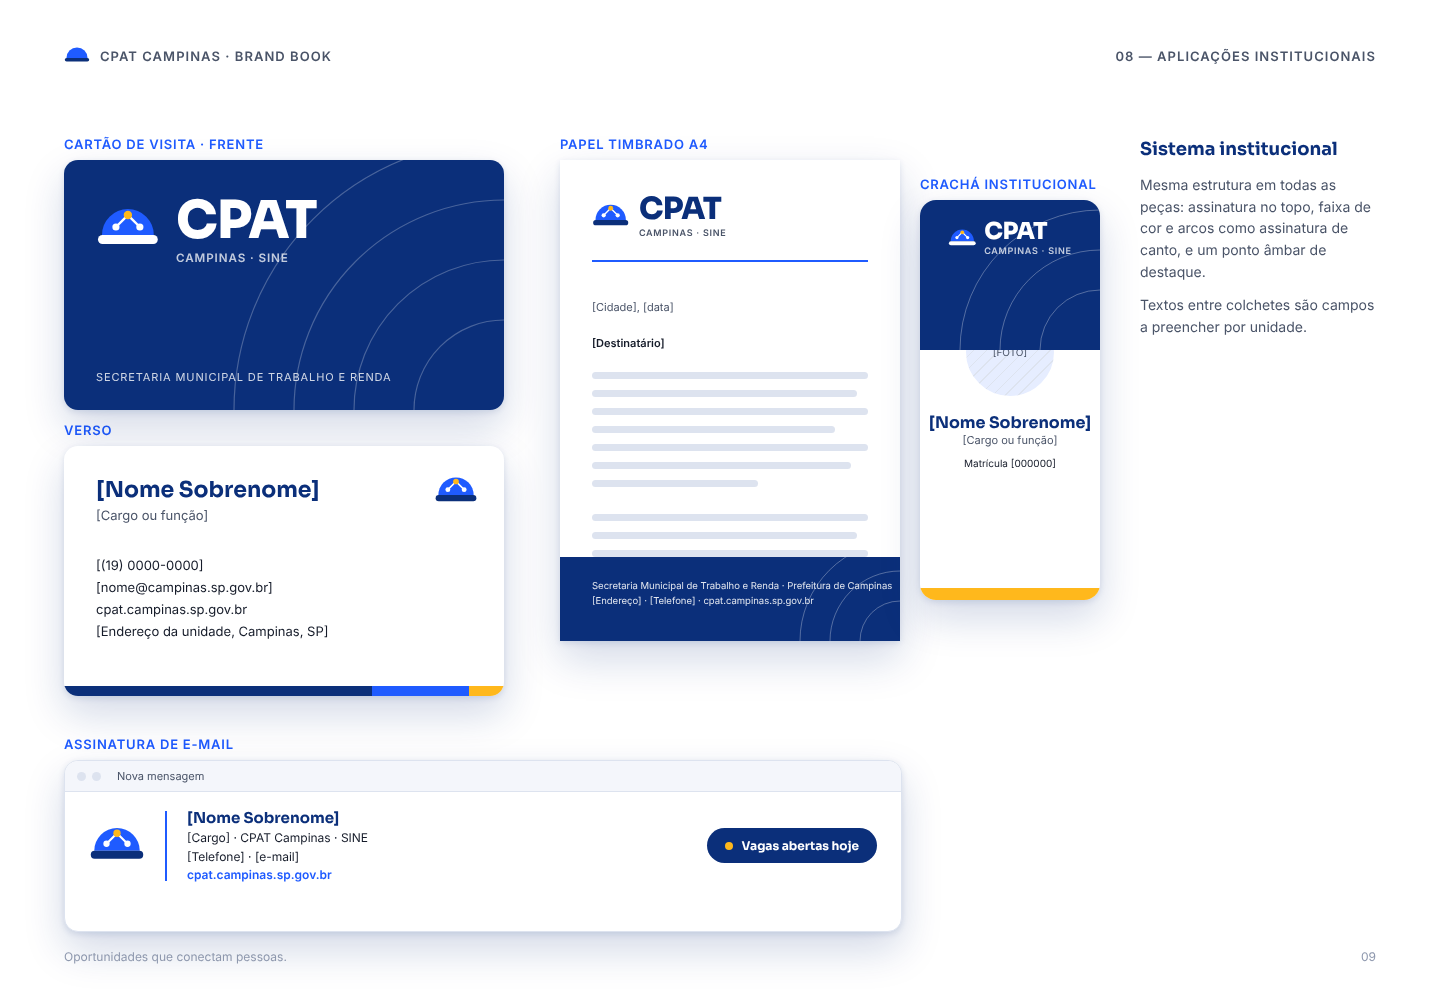 CPAT CAMPINAS · BRAND BOOK
08 — APLICAÇÕES INSTITUCIONAIS
CARTÃO DE VISITA · FRENTE
CPAT
CAMPINAS · SINE
SECRETARIA MUNICIPAL DE TRABALHO E RENDA
VERSO
[Nome Sobrenome]
[Cargo ou função]
[(19) 0000-0000]
[nome@campinas.sp.gov.br]
cpat.campinas.sp.gov.br
[Endereço da unidade, Campinas, SP]
PAPEL TIMBRADO A4
CPAT
CAMPINAS · SINE
[Cidade], [data]
[Destinatário]
Secretaria Municipal de Trabalho e Renda · Prefeitura de Campinas
[Endereço] · [Telefone] · cpat.campinas.sp.gov.br
CRACHÁ INSTITUCIONAL
CPAT
CAMPINAS · SINE
[FOTO]
[Nome Sobrenome]
[Cargo ou função]
Matrícula [000000]
Sistema institucional
Mesma estrutura em todas as
peças: assinatura no topo, faixa de
cor e arcos como assinatura de
canto, e um ponto âmbar de
destaque.
Textos entre colchetes são campos
a preencher por unidade.
ASSINATURA DE E-MAIL
Nova mensagem
[Nome Sobrenome]
[Cargo] · CPAT Campinas · SINE
[Telefone] · [e-mail]
cpat.campinas.sp.gov.br
Vagas abertas hoje
Oportunidades que conectam pessoas.
09